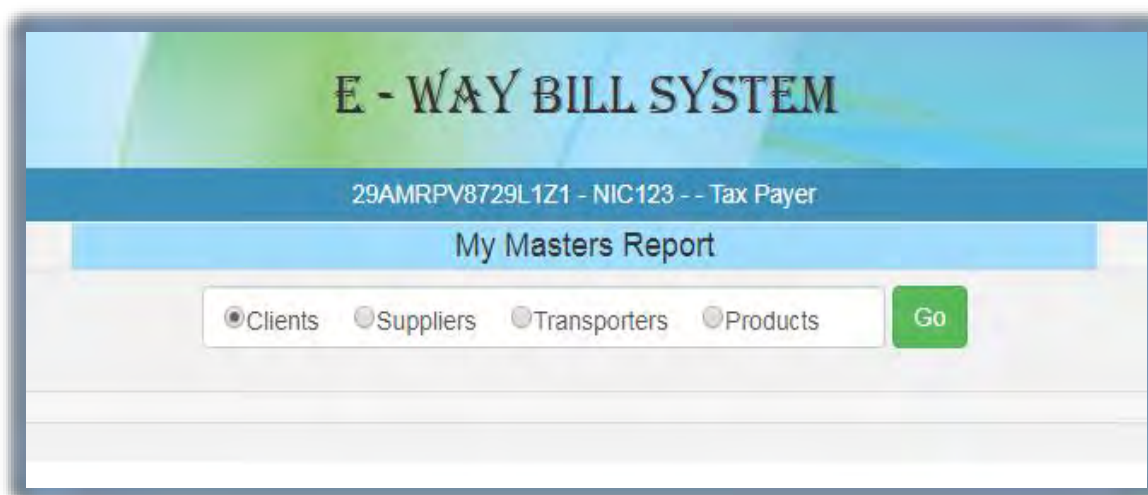 E - WAY BILL SYSTEM
29AMRPV8729L1Z1 - NIC123 - - Tax Payer
My Masters Report
Clients Suppliers Transporters Products Go